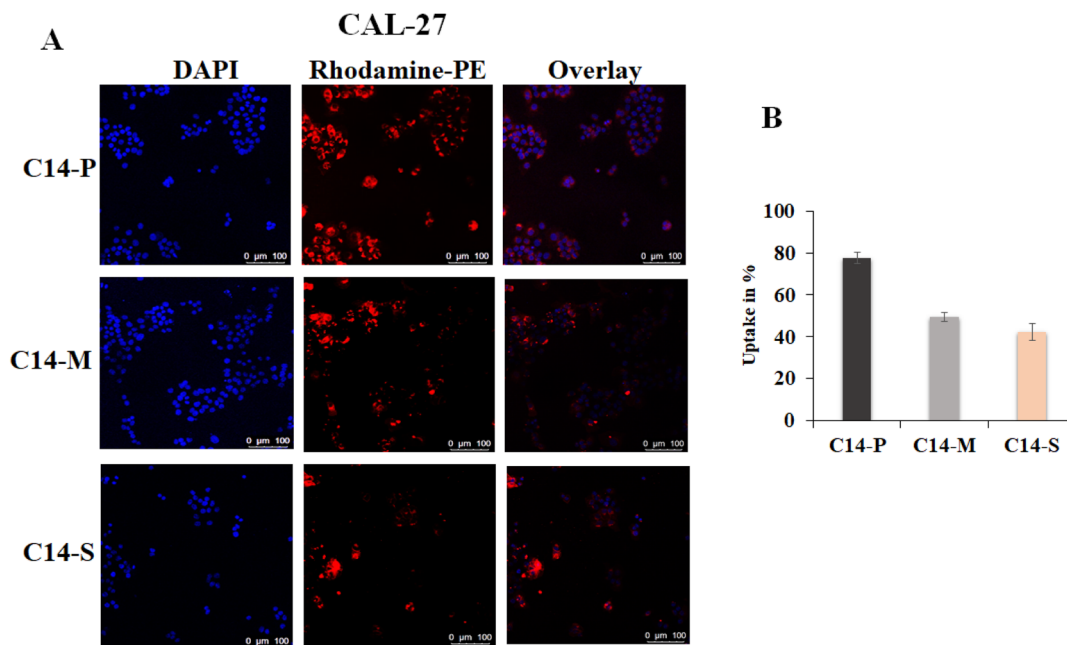 CAL-27
A
DAPI Rhodamine-PE Overlay
C14-P
0 µm 100 0 µm 100 0 µm 100
C14-M
0 µm 100 0 µm 100 0 µm 100
C14-S
0 µm 100 0 µm 100 0 µm 100
B
Uptake in %
100
80
60
40
20
0
C14-P C14-M C14-S